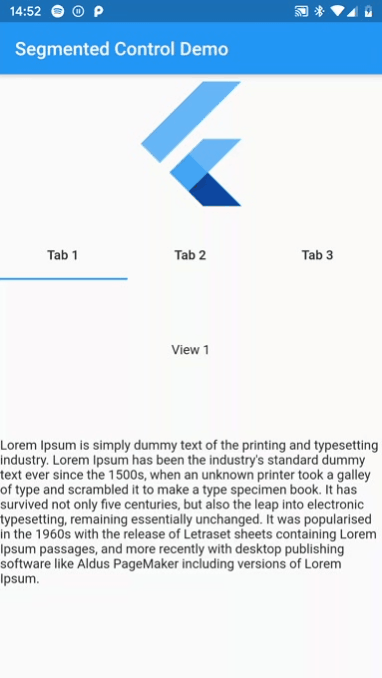 14:52
Segmented Control Demo
Tab 1 Tab 2 Tab 3
View 1
Lorem Ipsum is simply dummy text of the printing and typesetting
industry. Lorem Ipsum has been the industry's standard dummy
text ever since the 1500s, when an unknown printer took a galley
of type and scrambled it to make a type specimen book. It has
survived not only five centuries, but also the leap into electronic
typesetting, remaining essentially unchanged. It was popularised
in the 1960s with the release of Letraset sheets containing Lorem
Ipsum passages, and more recently with desktop publishing
software like Aldus PageMaker including versions of Lorem
Ipsum.